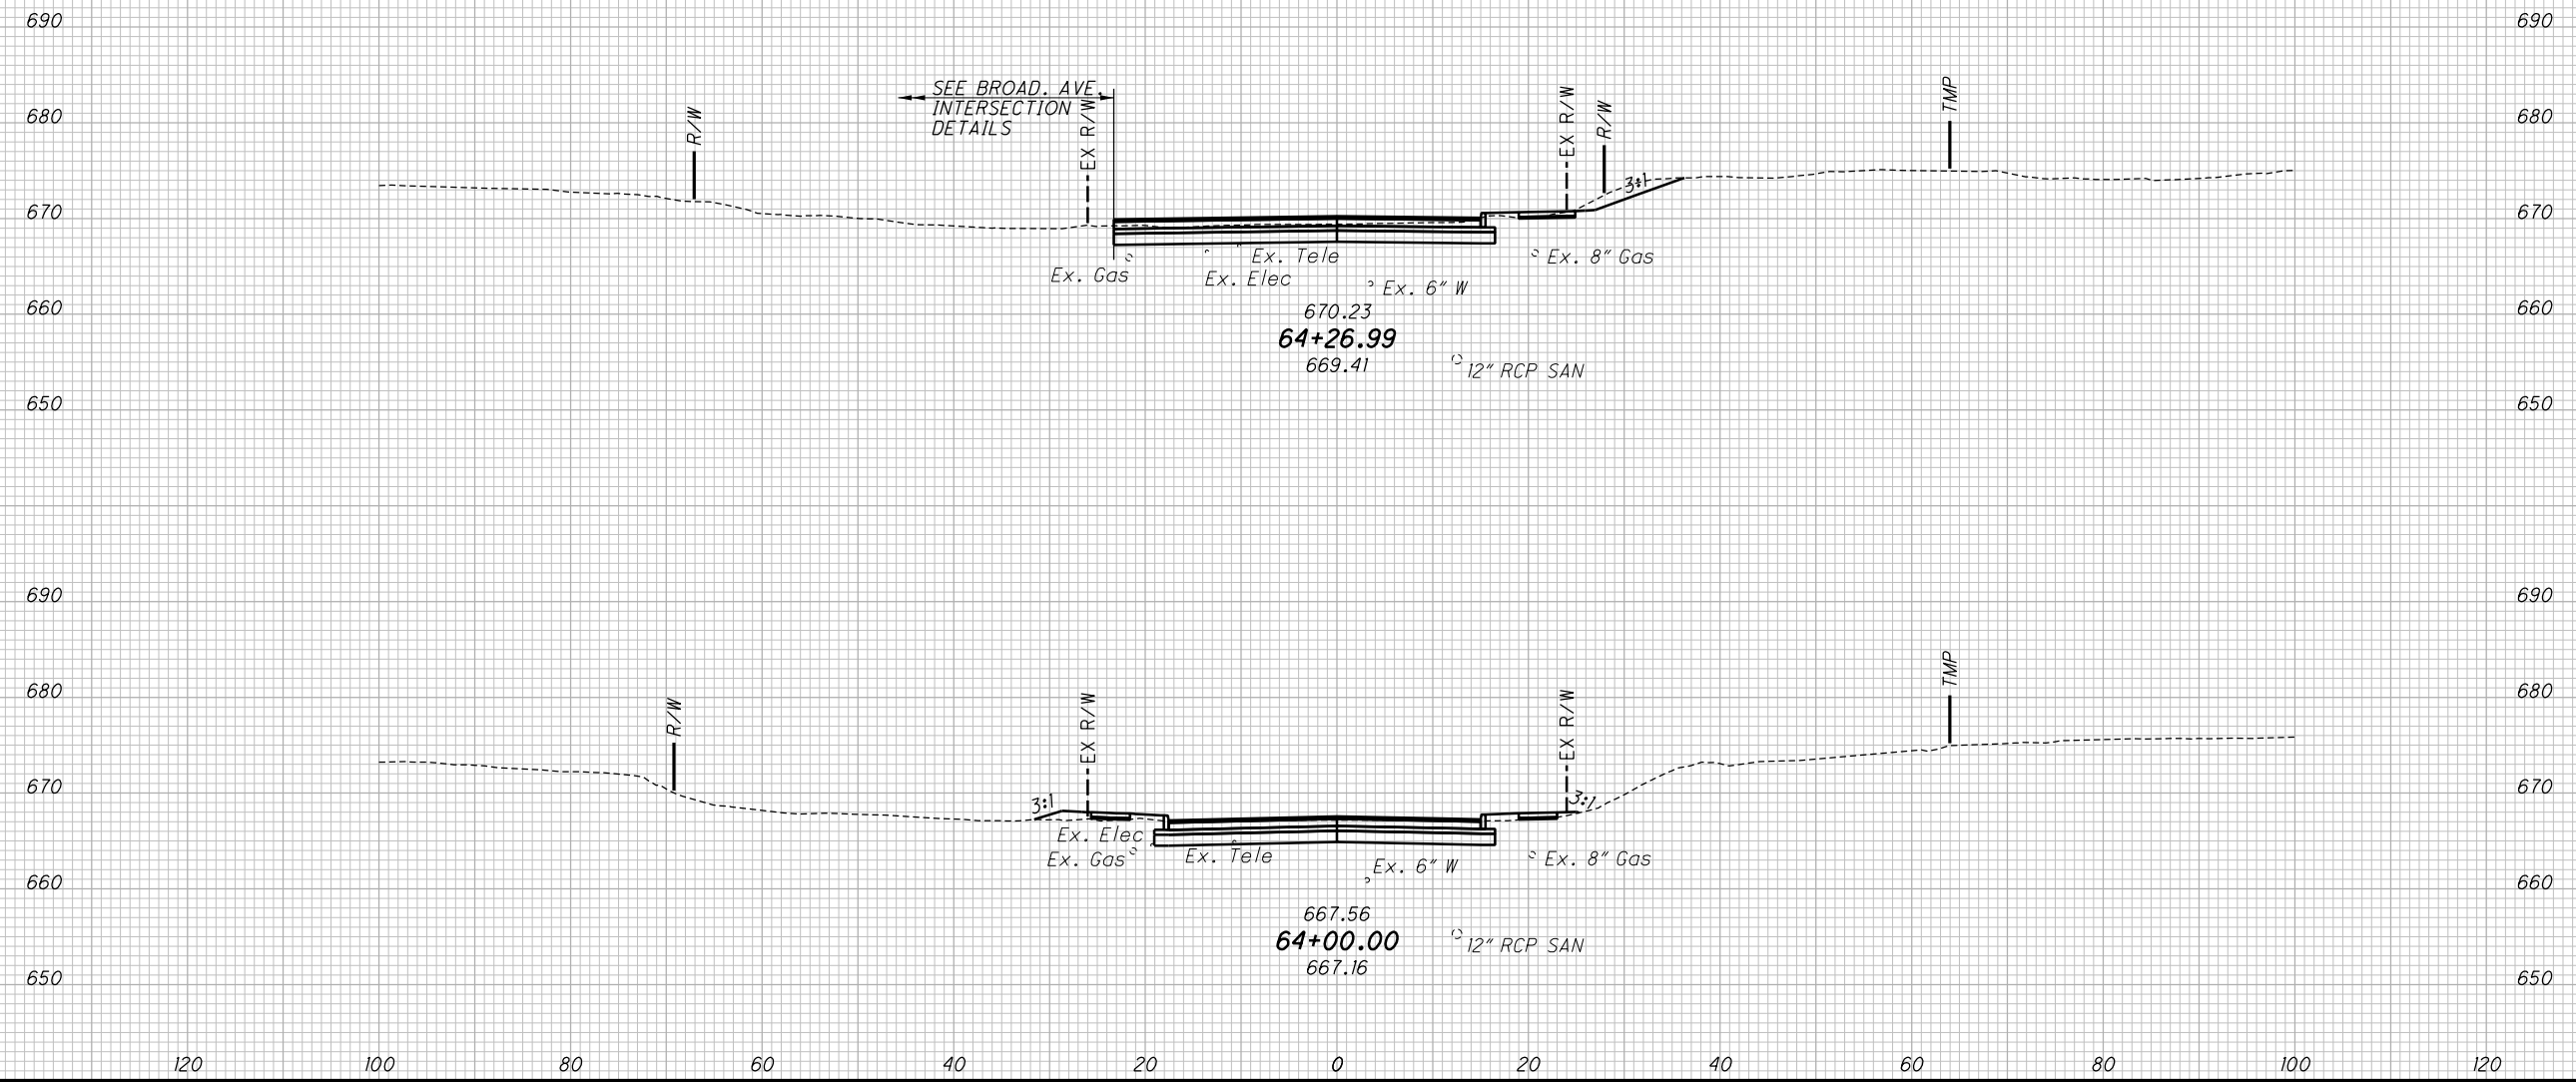 690 690
SEE BROAD. AVE.
INTERSECTION
DETAILS
R/W
EX R/W
EX R/W
R/W
TMP
680 680
3:1
670 670
Ex. Gas
Ex. Tele
Ex. Elec
Ex. 8" Gas
Ex. 6" W
660 660
670.23
64+26.99
669.41
12" RCP SAN
650 650
690 690
R/W
EX R/W
EX R/W
TMP
680 680
3:1
3:1
670 670
Ex. Elec
Ex. Gas
Ex. Tele
Ex. 6" W
Ex. 8" Gas
660 660
667.56
64+00.00
667.16
12" RCP SAN
650 650
120 100 80 60 40 20 0 20 40 60 80 100 120